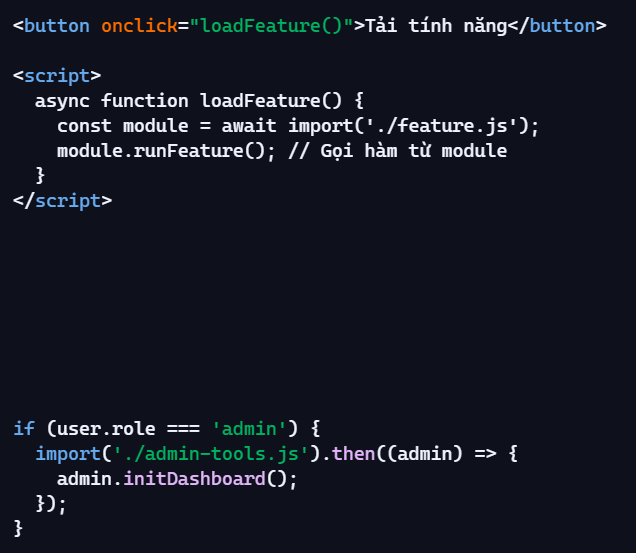 <button onclick="loadFeature()">Tải tính năng</button>
<script>
  async function loadFeature() {
    const module = await import('./feature.js');
    module.runFeature(); // Gọi hàm từ module
  }
</script>
if (user.role === 'admin') {
  import('./admin-tools.js').then((admin) => {
    admin.initDashboard();
  });
}